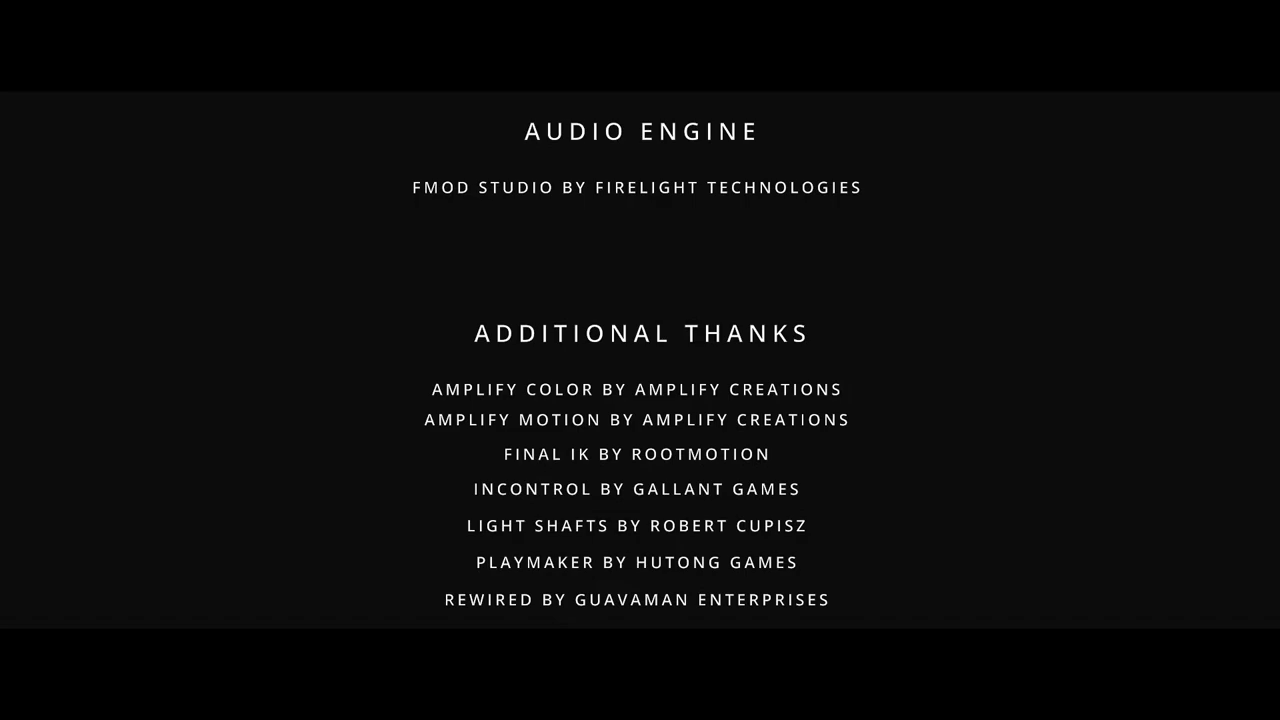 AUDIO ENGINE
FMOD STUDIO BY FIRELIGHT TECHNOLOGIES
ADDITIONAL THANKS
AMPLIFY COLOR BY AMPLIFY CREATIONS
AMPLIFY MOTION BY AMPLIFY CREATIONS
FINAL IK BY ROOTMOTION
INCONTROL BY GALLANT GAMES
LIGHT SHAFTS BY ROBERT CUPISZ
PLAYMAKER BY HUTONG GAMES
REWIRED BY GUAVAMAN ENTERPRISES